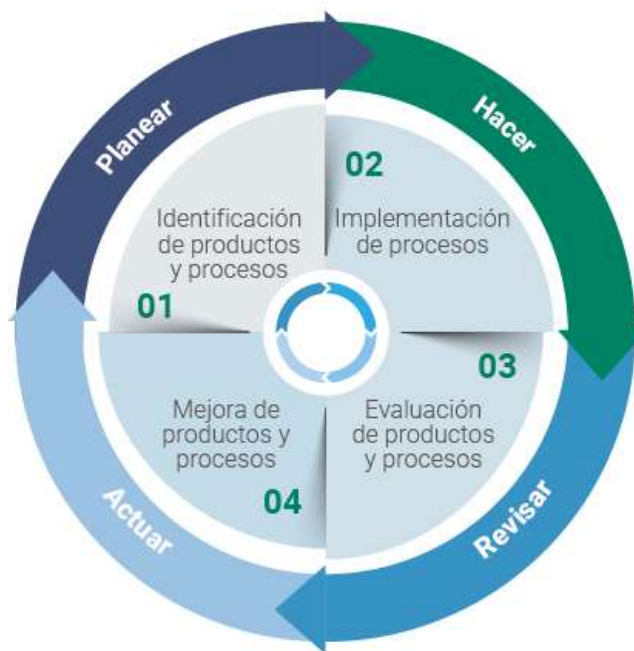 Planear
01
Identificación
de productos
y procesos
Hacer
02
Implementación
de procesos
Revisar
03
Evaluación
de productos
y procesos
Actuar
04
Mejora de
productos y
procesos